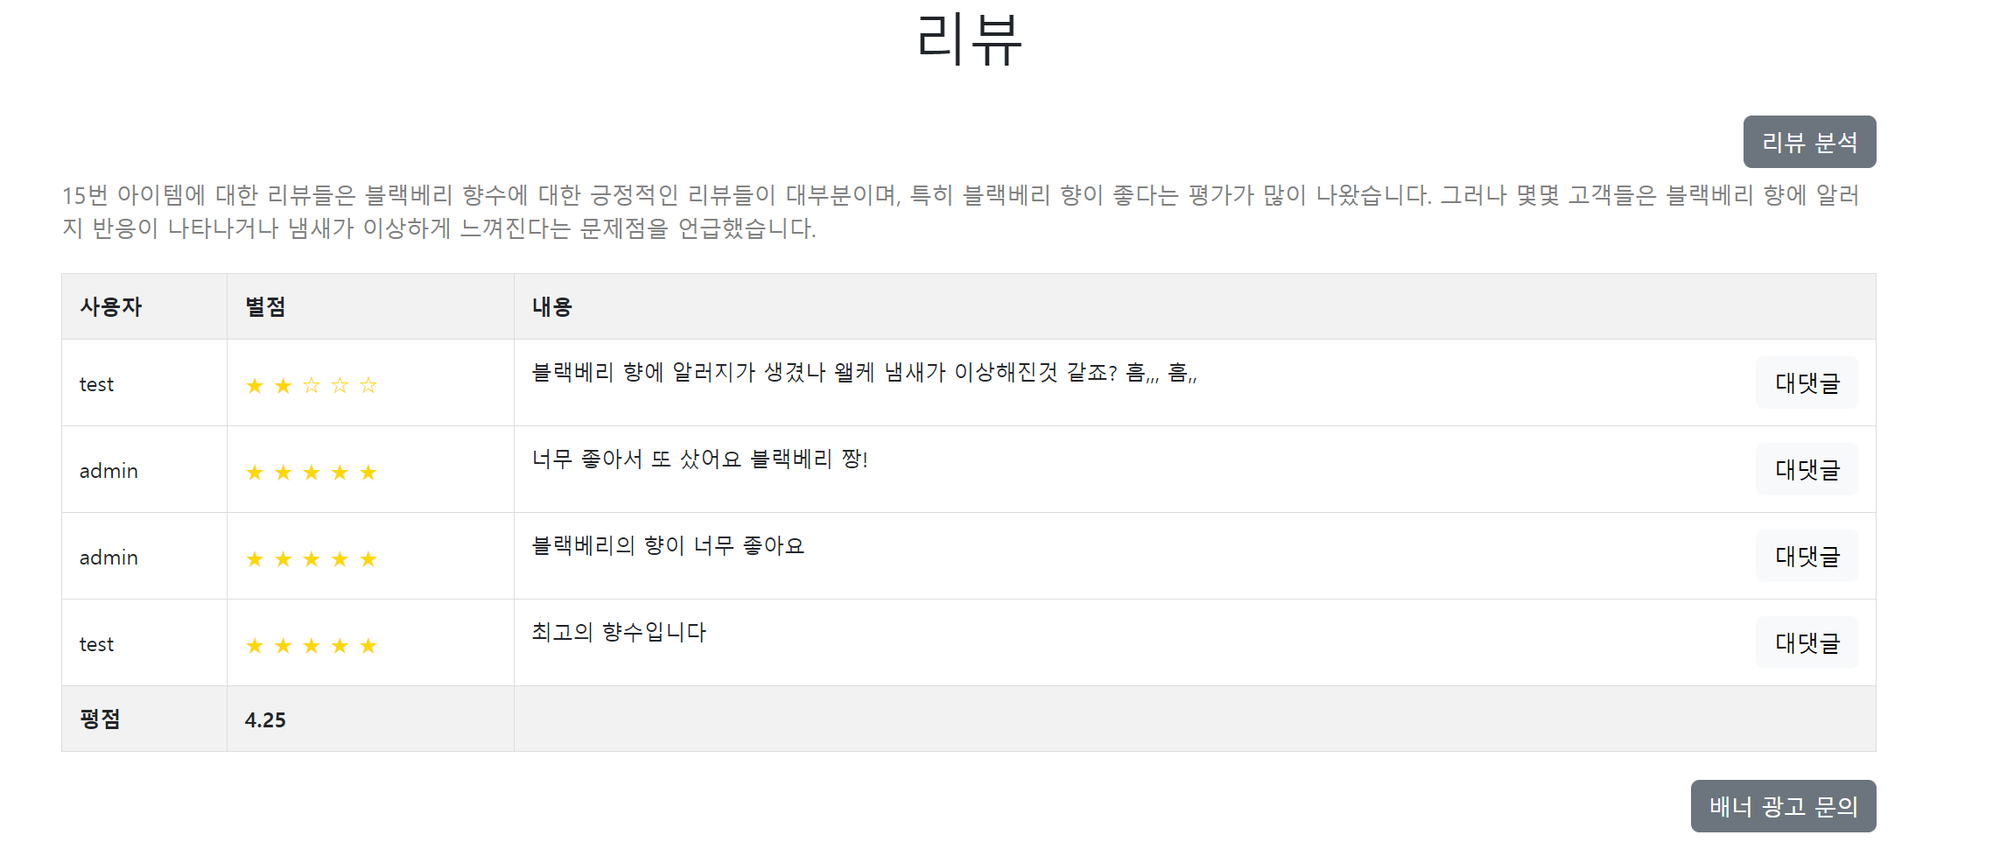 리뷰
리뷰 분석
15번 아이템에 대한 리뷰들은 블랙베리 향수에 대한 긍정적인 리뷰들이 대부분이며, 특히 블랙베리 향이 좋다는 평가가 많이 나왔습니다. 그러나 몇몇 고객들은 블랙베리 향에 알러
지 반응이 나타나거나 냄새가 이상하게 느껴진다는 문제점을 언급했습니다.
사용자 별점 내용
test ★ ★ ☆ ☆ ☆ 블랙베리 향에 알러지가 생겼나 왤케 냄새가 이상해진것 같죠? 흠,,, 흠,, 대댓글
admin ★ ★ ★ ★ ★ 너무 좋아서 또 샀어요 블랙베리 짱! 대댓글
admin ★ ★ ★ ★ ★ 블랙베리의 향이 너무 좋아요 대댓글
test ★ ★ ★ ★ ★ 최고의 향수입니다 대댓글
평점 4.25
배너 광고 문의